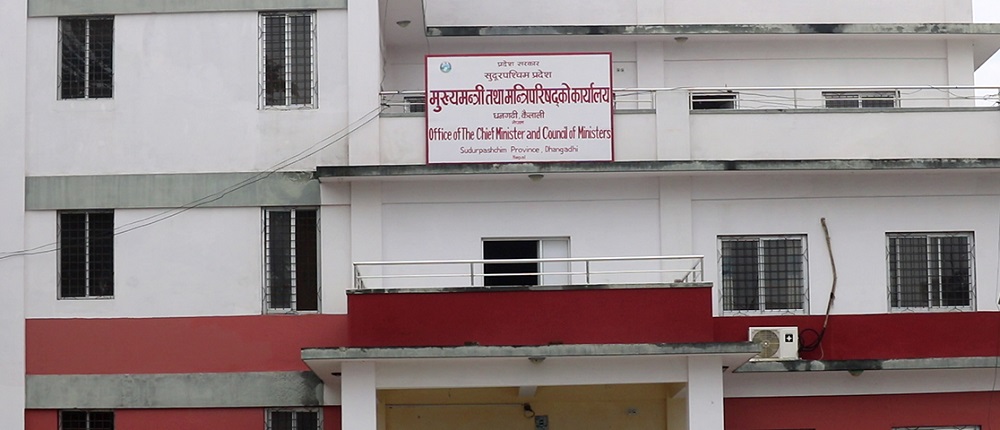 प्रदेश सरकार
सुदूरपश्चिम प्रदेश
मुख्यमन्त्री तथा मन्त्रिपरिषद्को कार्यालय
धनगढी, कैलाली
नेपाल
Office of The Chief Minister and Council of Ministers
Sudurpashchin Province, Dhangadhi
Nepal